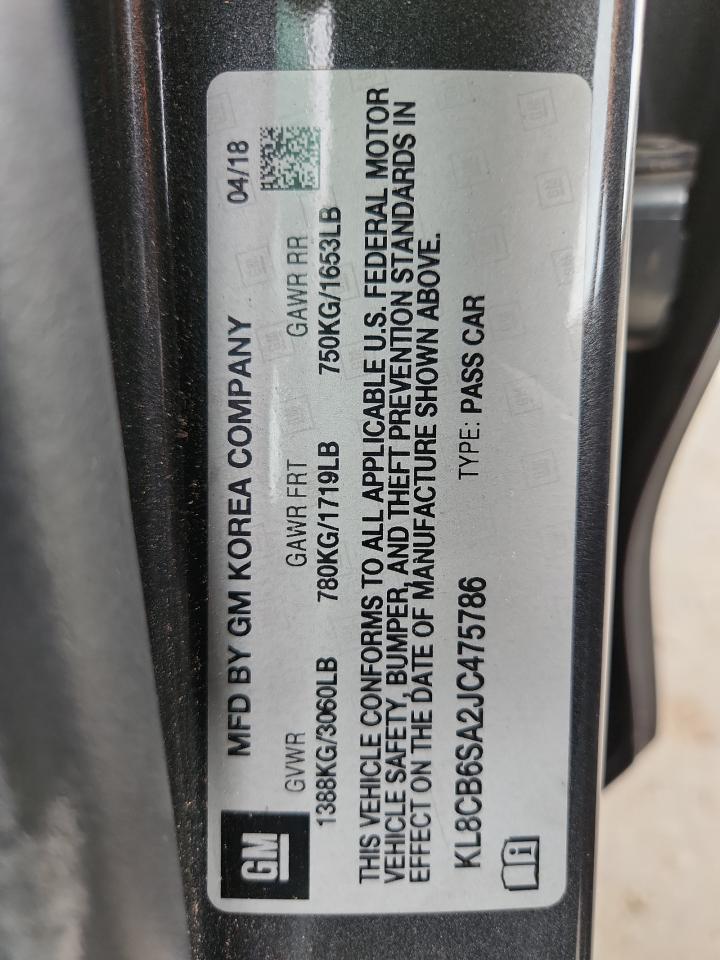 GM
MFD BY GM KOREA COMPANY 04/18
GVWR GAWR FRT GAWR RR
1388KG/3060LB 780KG/1719LB 750KG/1653LB
THIS VEHICLE CONFORMS TO ALL APPLICABLE U.S. FEDERAL MOTOR
VEHICLE SAFETY, BUMPER, AND THEFT PREVENTION STANDARDS IN
EFFECT ON THE DATE OF MANUFACTURE SHOWN ABOVE.
KL8CB6SA2JC475786 TYPE: PASS CAR